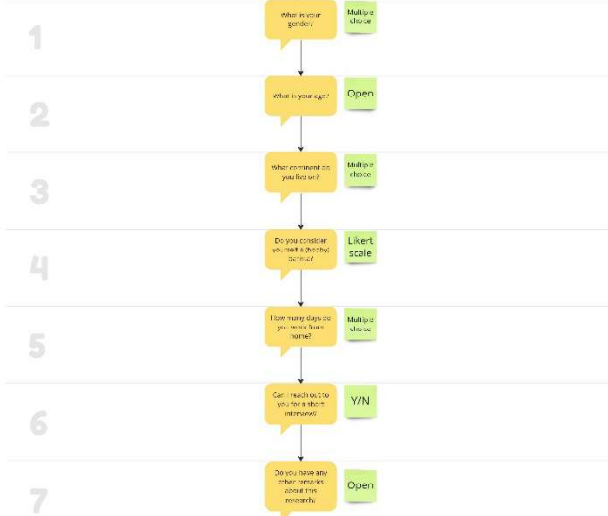 1
What is your
gender?
Multiple
choice
2
What is your age?
Open
3
What continent do
you live on?
Multiple
choice
4
Do you consider
yourself a (hobby)
barista?
Likert
scale
5
How many days do
you work from
home?
Multiple
choice
6
Can I reach out to
you for a short
interview?
Y/N
7
Do you have any
other remarks
about this
research?
Open